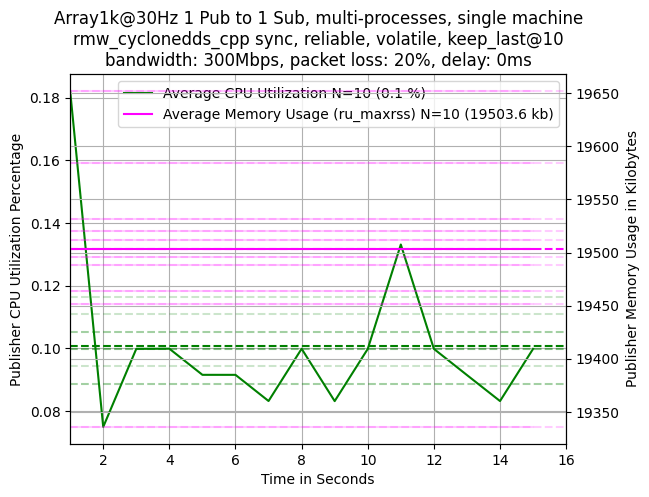 Array1k@30Hz 1 Pub to 1 Sub, multi-processes, single machine
rmw_cyclonedds_cpp sync, reliable, volatile, keep_last@10
bandwidth: 300Mbps, packet loss: 20%, delay: 0ms
Average CPU Utilization N=10 (0.1 %)
Average Memory Usage (ru_maxrss) N=10 (19503.6 kb)
Publisher CPU Utilization Percentage
0.18
0.16
0.14
0.12
0.10
0.08
19650
19600
19550
19500
19450
19400
19350
Publisher Memory Usage in Kilobytes
2 4 6 8 10 12 14 16
Time in Seconds